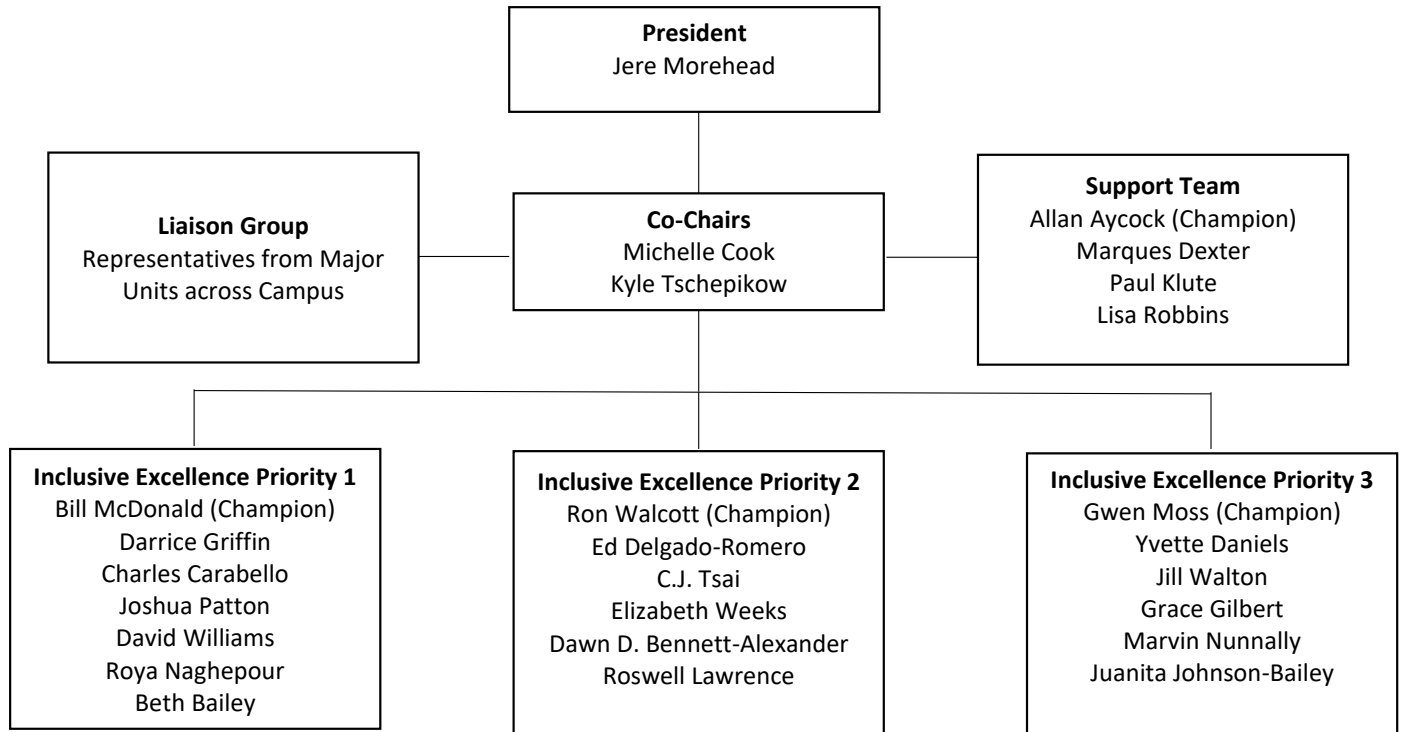 President
Jere Morehead
Liaison Group
Representatives from Major
Units across Campus
Co-Chairs
Michelle Cook
Kyle Tschepikow
Support Team
Allan Aycock (Champion)
Marques Dexter
Paul Klute
Lisa Robbins
Inclusive Excellence Priority 1
Bill McDonald (Champion)
Darrice Griffin
Charles Carabello
Joshua Patton
David Williams
Roya Naghepour
Beth Bailey
Inclusive Excellence Priority 2
Ron Walcott (Champion)
Ed Delgado-Romero
C.J. Tsai
Elizabeth Weeks
Dawn D. Bennett-Alexander
Roswell Lawrence
Inclusive Excellence Priority 3
Gwen Moss (Champion)
Yvette Daniels
Jill Walton
Grace Gilbert
Marvin Nunnally
Juanita Johnson-Bailey